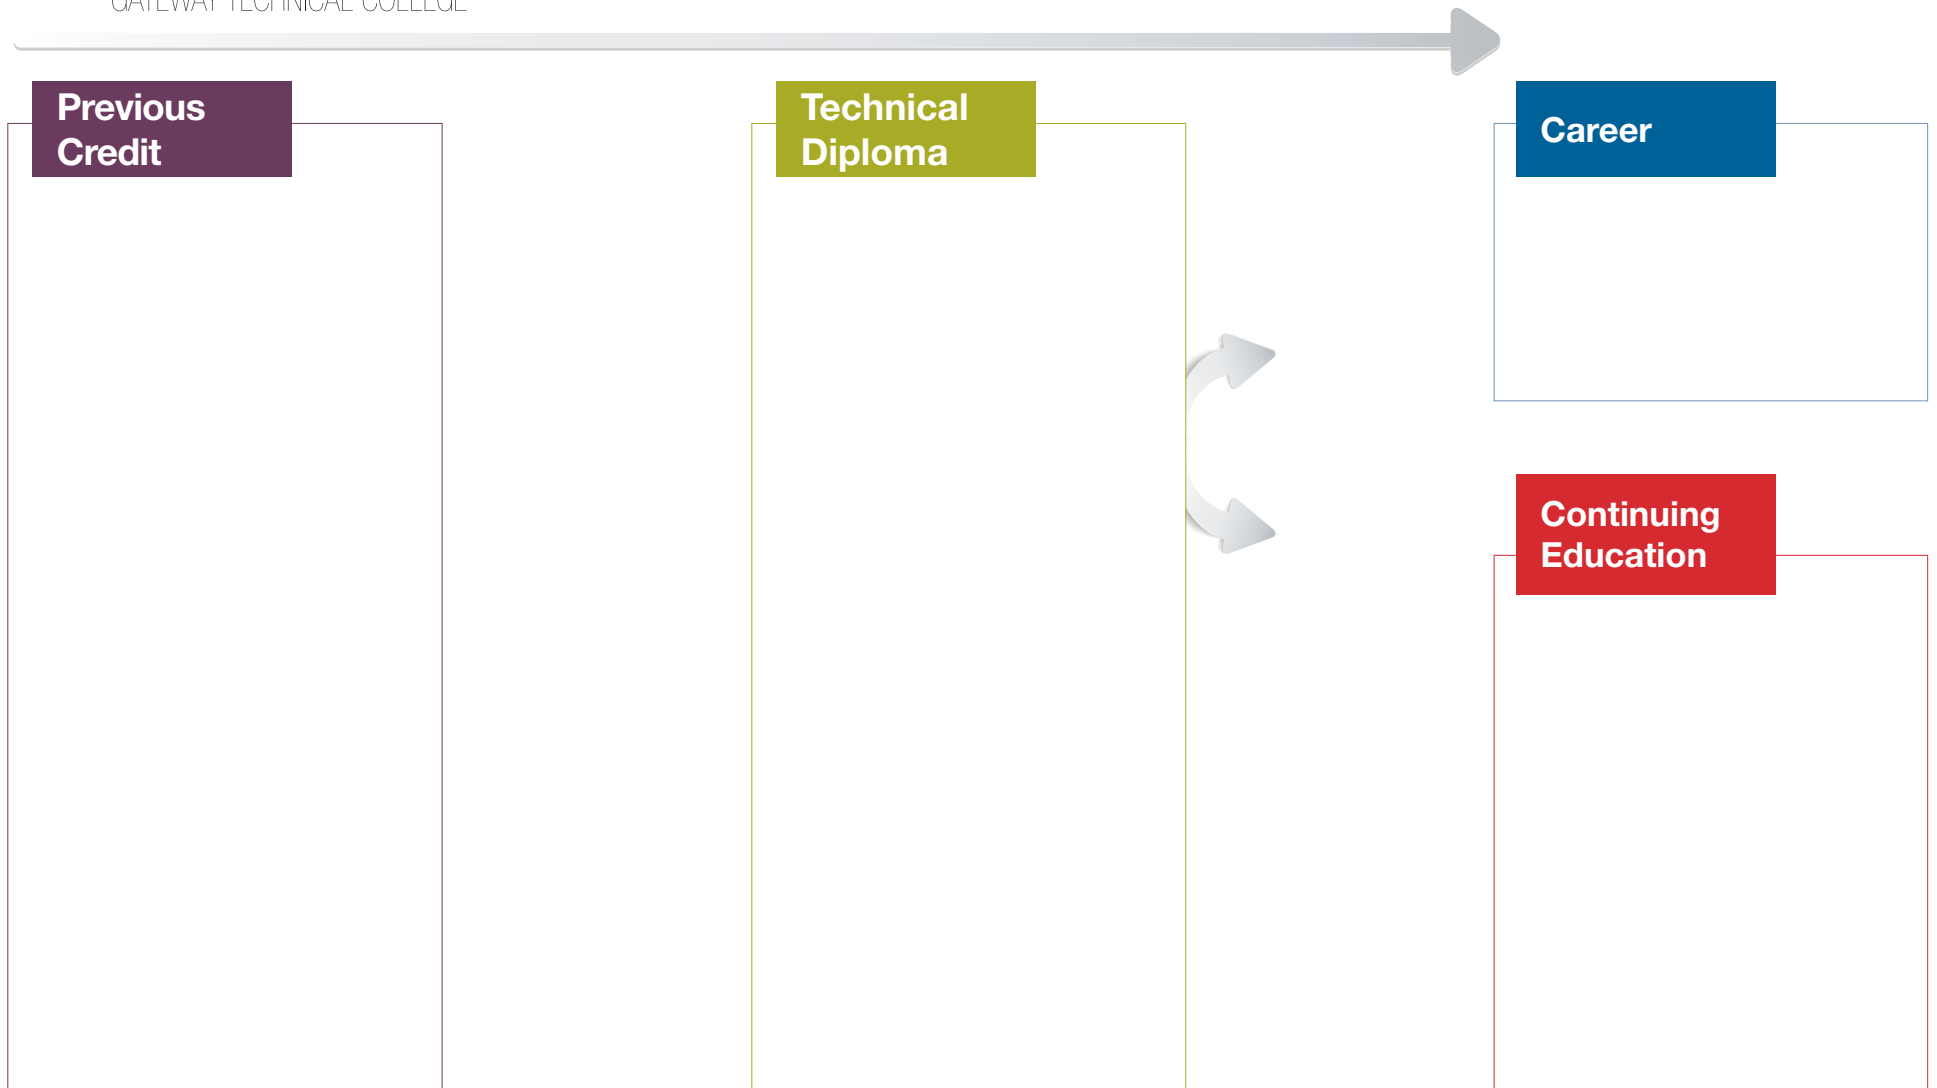 GATEWAY TECHNICAL COLLEGE
Previous
Credit
Technical
Diploma
Career
Continuing
Education